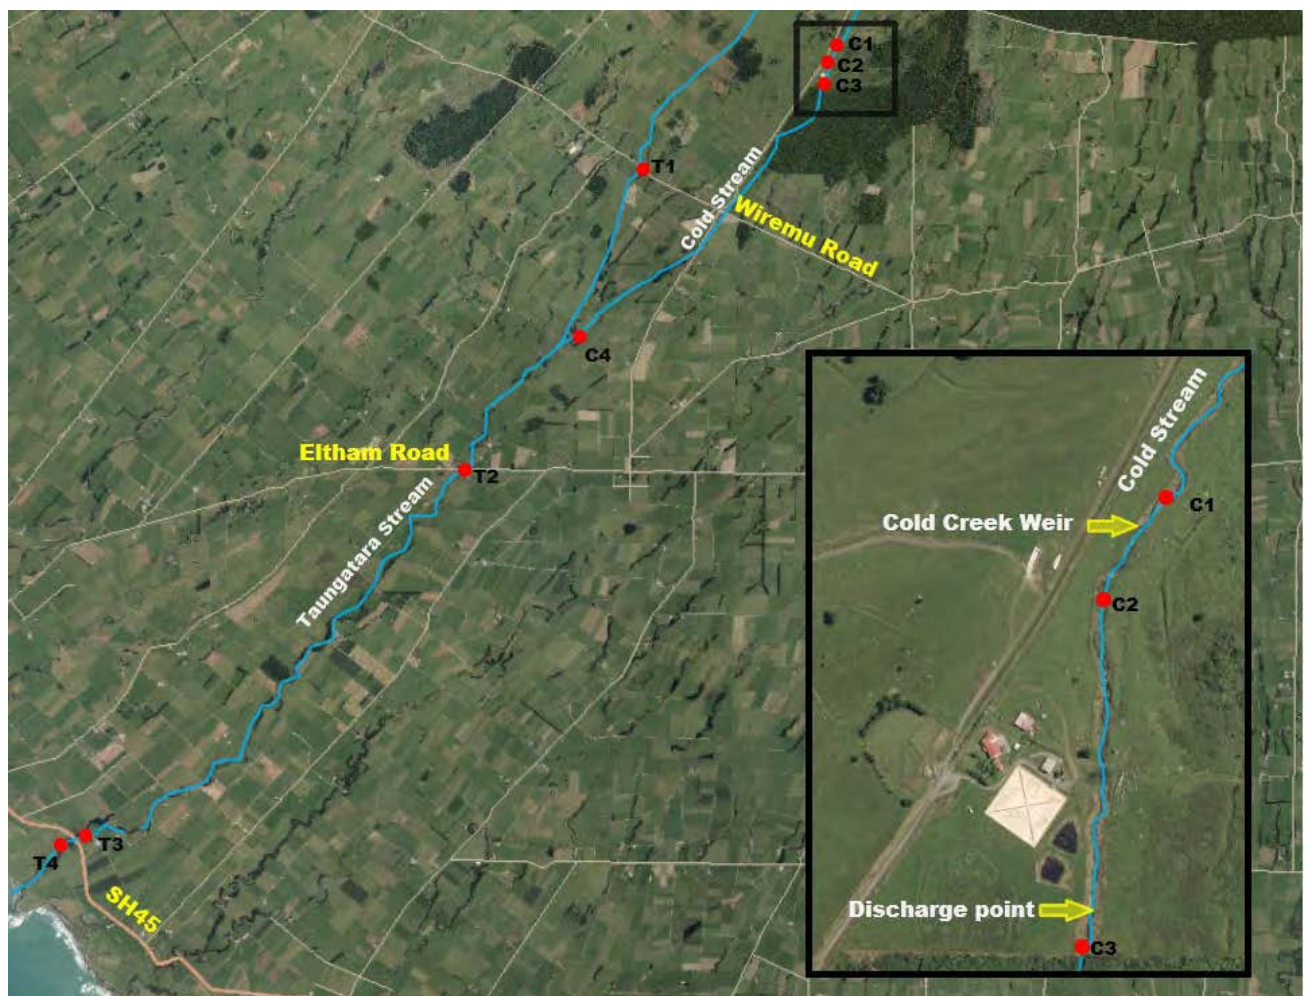 C1
C2
C3
T1
Cold Stream
Wiremu Road
C4
Eltham Road
T2
Taungatara Stream
T3
T4
SH45
Cold Stream
C1
Cold Creek Weir
C2
Discharge point
C3